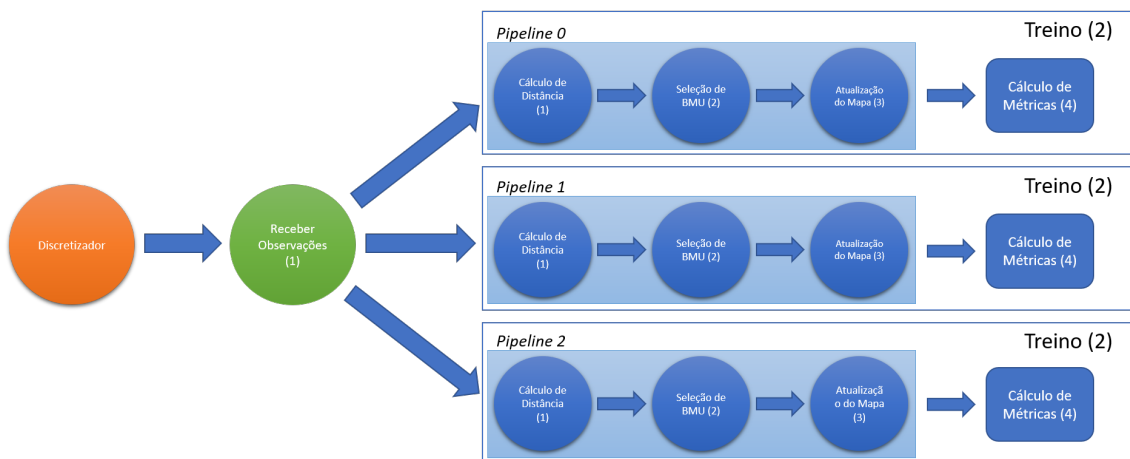 Discretizador
Receber
Observações
(1)
Pipeline 0
Treino (2)
Cálculo de
Distância
(1)
Seleção de
BMU (2)
Atualização
do Mapa (3)
Cálculo de
Métricas (4)
Pipeline 1
Treino (2)
Cálculo de
Distância
(1)
Seleção de
BMU (2)
Atualização
do Mapa (3)
Cálculo de
Métricas (4)
Pipeline 2
Treino (2)
Cálculo de
Distância
(1)
Seleção de
BMU (2)
Atualizaçã
o do Mapa
(3)
Cálculo de
Métricas (4)